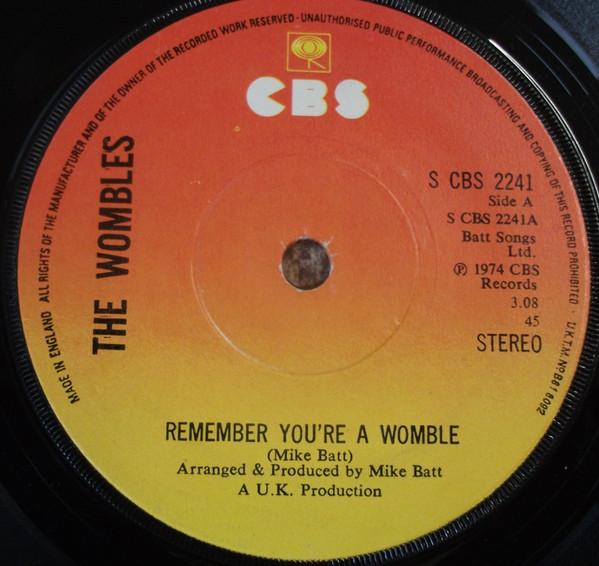 MADE IN ENGLAND ALL RIGHTS OF THE MANUFACTURER AND OF THE OWNER OF THE RECORDED WORK RESERVED · UNAUTHORISED PUBLIC PERFORMANCE BROADCASTING AND COPYING OF THIS RECORD PROHIBITED · U.K.T.M. No. B818092
CBS
THE WOMBLES
S CBS 2241
Side A
S CBS 2241A
Batt Songs
Ltd.
℗ 1974 CBS
Records
3.08
45
STEREO
REMEMBER YOU'RE A WOMBLE
(Mike Batt)
Arranged & Produced by Mike Batt
A U.K. Production